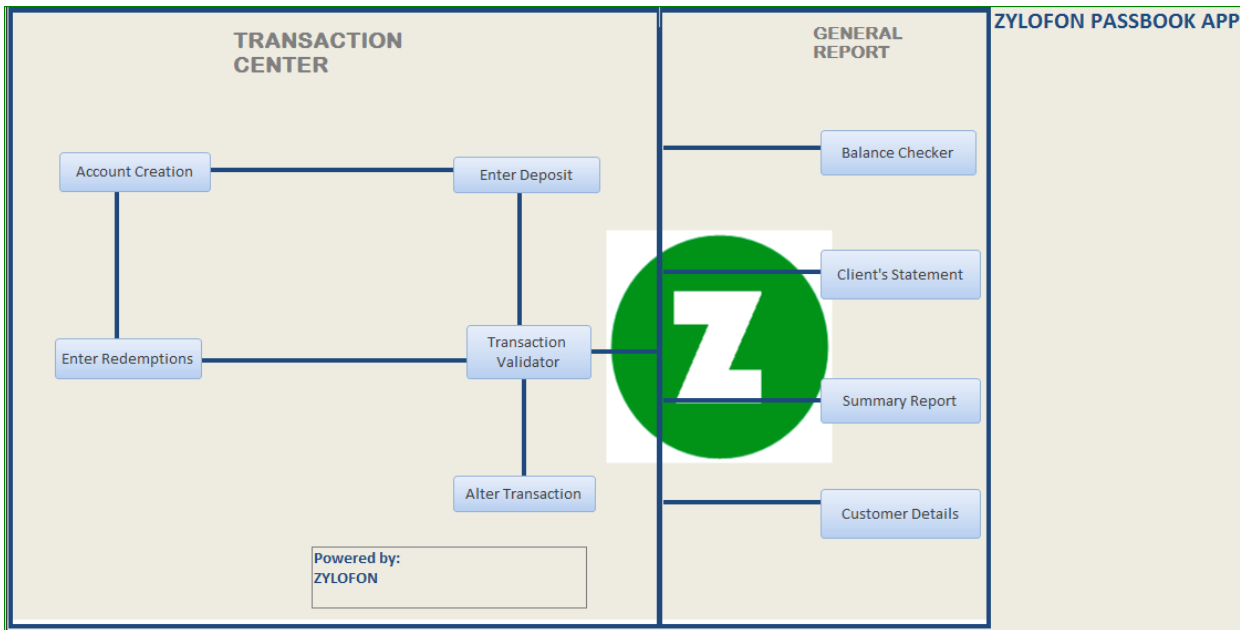 TRANSACTION
CENTER
GENERAL
REPORT
ZYLOFON PASSBOOK APP
Account Creation
Enter Deposit
Balance Checker
Client's Statement
Enter Redemptions
Transaction
Validator
Z
Summary Report
Alter Transaction
Customer Details
Powered by:
ZYLOFON